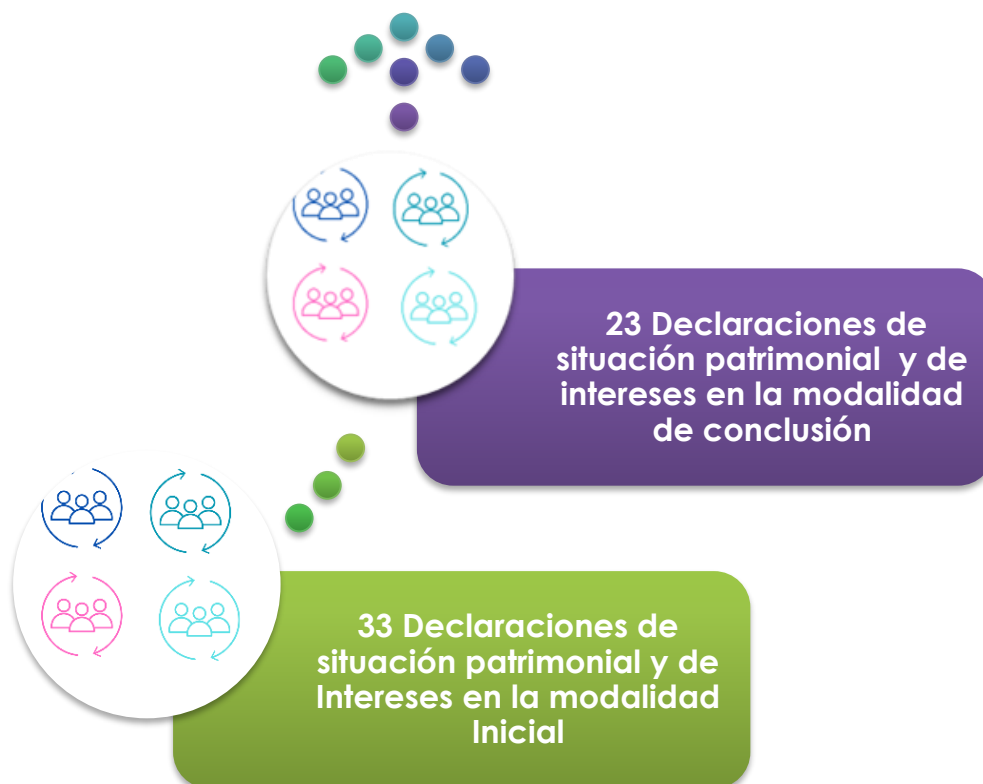 23 Declaraciones de
situación patrimonial y de
intereses en la modalidad
de conclusión
33 Declaraciones de
situación patrimonial y de
Intereses en la modalidad
Inicial